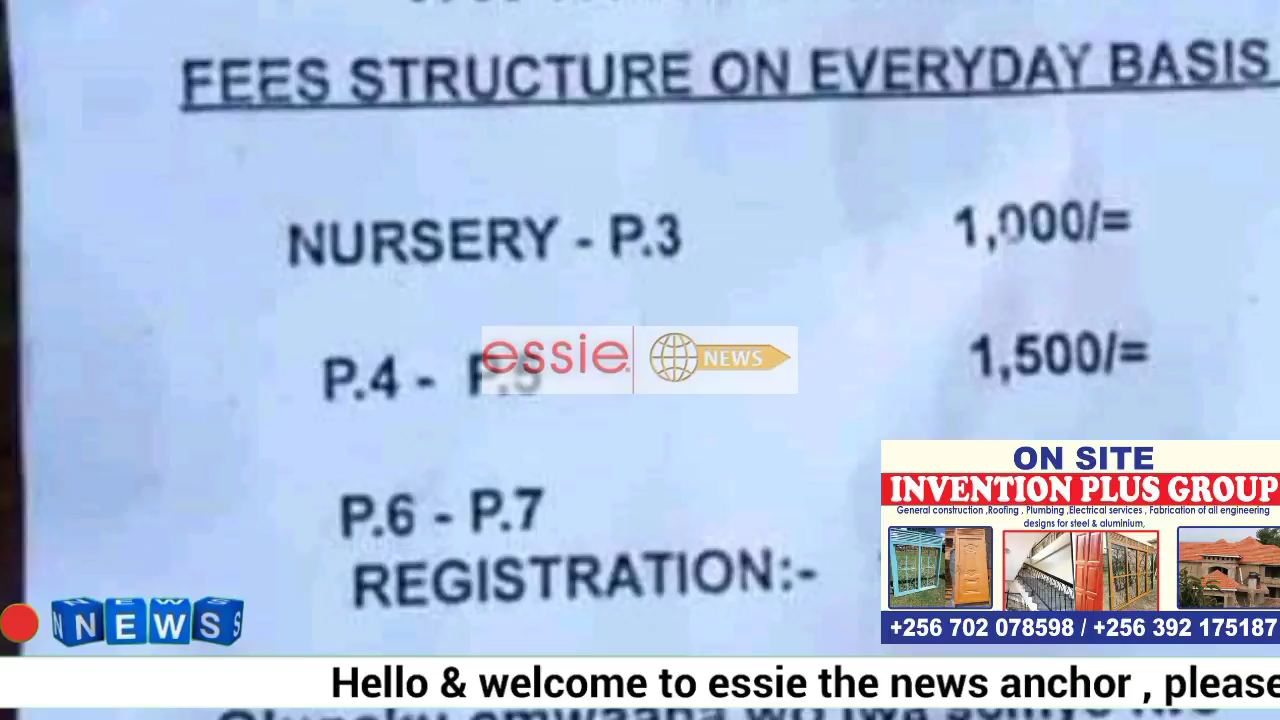 FEES STRUCTURE ON EVERYDAY BASIS
NURSERY - P.3 1,000/=
P.4 - P.5 1,500/=
essie.
NEWS
P.6 - P.7
REGISTRATION:-
ON SITE
INVENTION PLUS GROUP
General construction ,Roofing , Plumbing ,Electrical services , Fabrication of all engineering
designs for steel & aluminium,
+256 702 078598 / +256 392 175187
NEWS
Hello & welcome to essie the news anchor , please